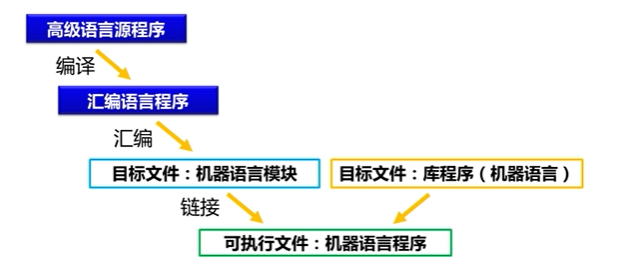 高级语言源程序
编译
汇编语言程序
汇编
目标文件：机器语言模块
目标文件：库程序（机器语言）
链接
可执行文件：机器语言程序